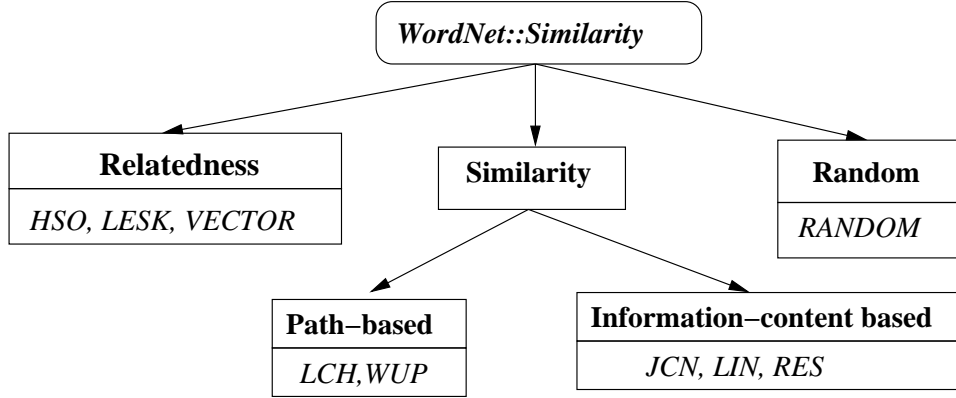 WordNet::Similarity
Relatedness
HSO, LESK, VECTOR
Similarity
Random
RANDOM
Path−based
LCH,WUP
Information−content based
JCN, LIN, RES